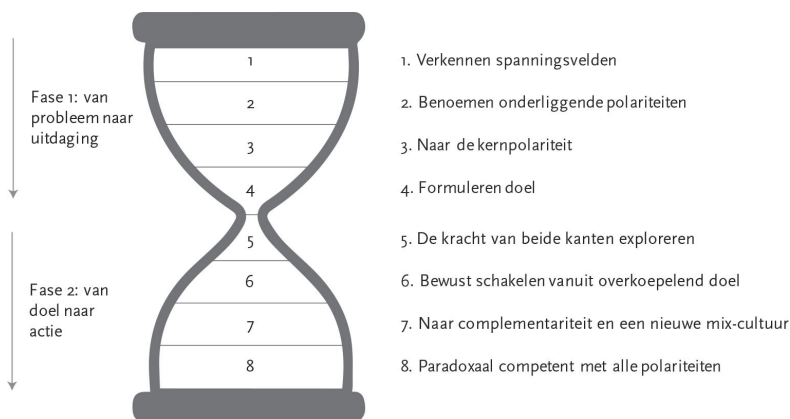 Fase 1: van
probleem naar
uitdaging
Fase 2: van
doel naar
actie
1
2
3
4
5
6
7
8
1. Verkennen spanningsvelden
2. Benoemen onderliggende polariteiten
3. Naar de kernpolariteit
4. Formuleren doel
5. De kracht van beide kanten exploreren
6. Bewust schakelen vanuit overkoepelend doel
7. Naar complementariteit en een nieuwe mix-cultuur
8. Paradoxaal competent met alle polariteiten